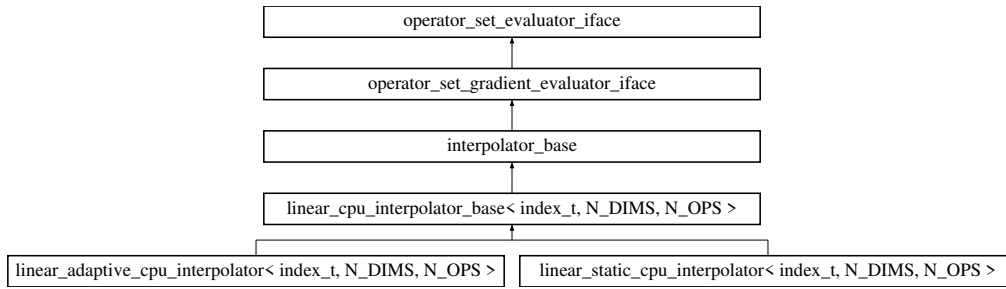 operator_set_evaluator_iface
operator_set_gradient_evaluator_iface
interpolator_base
linear_cpu_interpolator_base< index_t, N_DIMS, N_OPS >
linear_adaptive_cpu_interpolator< index_t, N_DIMS, N_OPS >
linear_static_cpu_interpolator< index_t, N_DIMS, N_OPS >